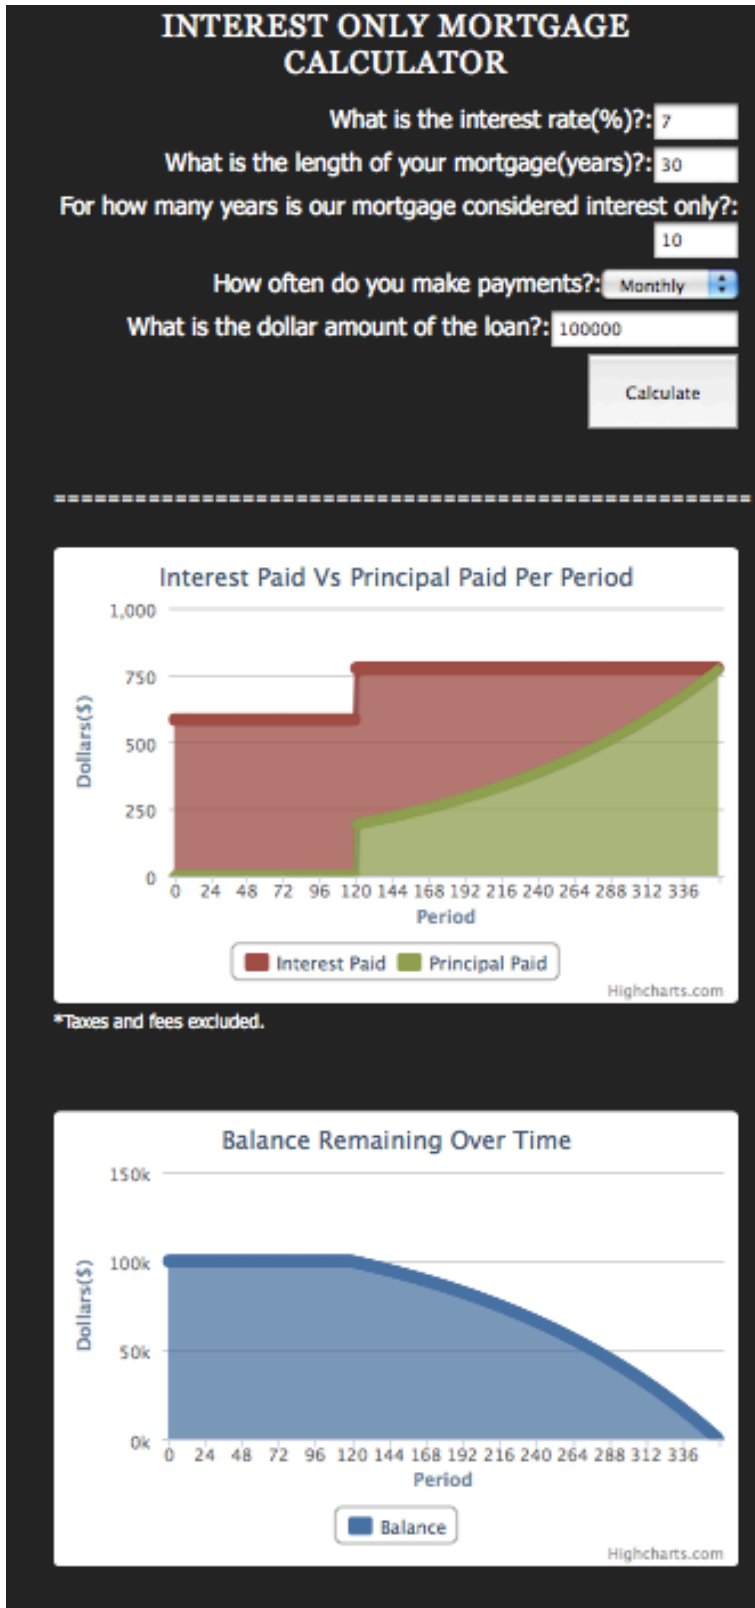 INTEREST ONLY MORTGAGE
CALCULATOR
What is the interest rate(%)?: 7
What is the length of your mortgage(years)?: 30
For how many years is our mortgage considered interest only?:
10
How often do you make payments?: Monthly
What is the dollar amount of the loan?: 100000
Calculate
==================================================
Interest Paid Vs Principal Paid Per Period
1,000
750
500
250
0
Dollars($)
0 24 48 72 96 120 144 168 192 216 240 264 288 312 336
Period
Interest Paid Principal Paid
Highcharts.com
*Taxes and fees excluded.
Balance Remaining Over Time
150k
100k
50k
0k
Dollars($)
0 24 48 72 96 120 144 168 192 216 240 264 288 312 336
Period
Balance
Highcharts.com